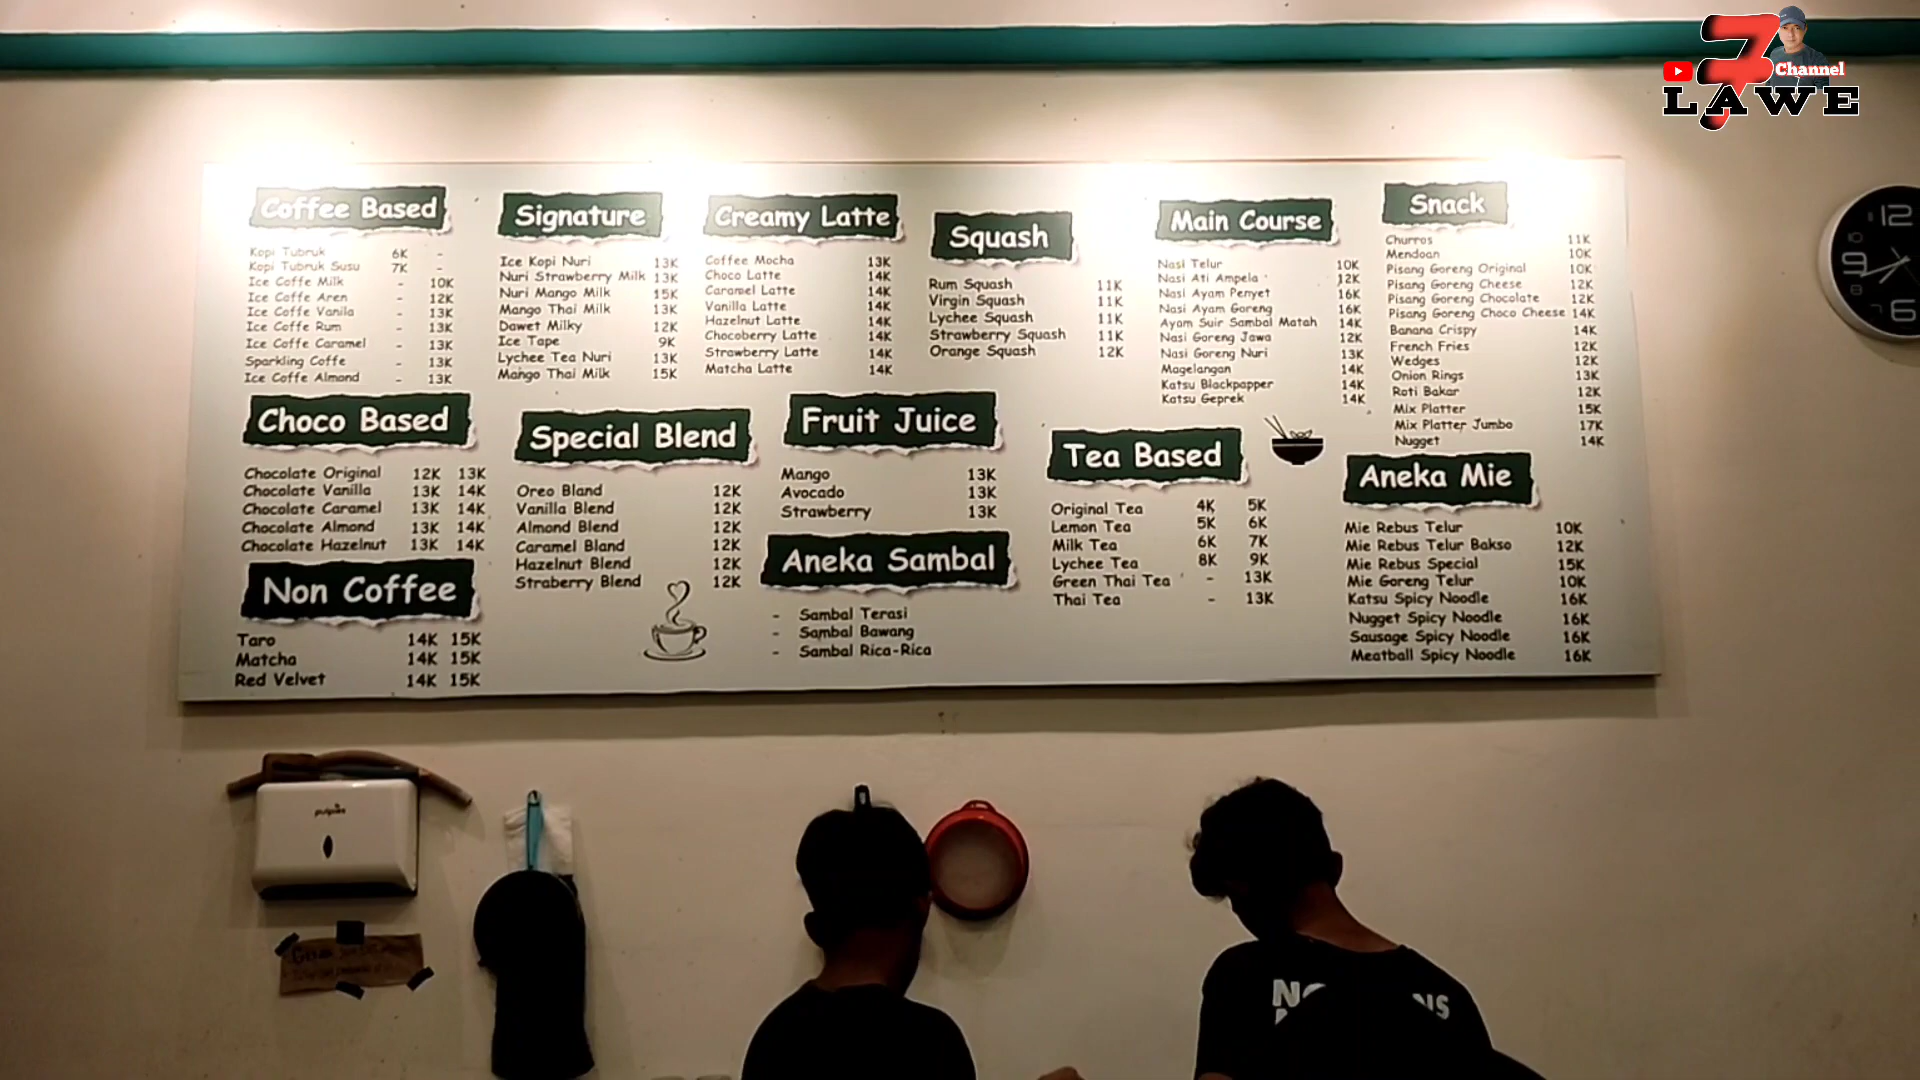 7
Channel
LAWE
Coffee Based
Kopi Tubruk 6K -
Kopi Tubruk Susu 7K -
Ice Coffe Milk - 10K
Ice Coffe Aren - 12K
Ice Coffe Vanila - 13K
Ice Coffe Rum - 13K
Ice Coffe Caramel - 13K
Sparkling Coffe - 13K
Ice Coffe Almond - 13K
Signature
Ice Kopi Nuri 13K
Nuri Strawberry Milk 13K
Nuri Mango Milk 15K
Mango Thai Milk 13K
Dawet Milky 12K
Ice Tape 9K
Lychee Tea Nuri 13K
Mango Thai Milk 15K
Creamy Latte
Coffee Mocha 13K
Choco Latte 14K
Caramel Latte 14K
Vanilla Latte 14K
Hazelnut Latte 14K
Chocoberry Latte 14K
Strawberry Latte 14K
Matcha Latte 14K
Squash
Rum Squash 11K
Virgin Squash 11K
Lychee Squash 11K
Strawberry Squash 11K
Orange Squash 12K
Main Course
Nasi Telur 10K
Nasi Ati Ampela 12K
Nasi Ayam Penyet 16K
Nasi Ayam Goreng 16K
Ayam Suir Sambal Matah 14K
Nasi Goreng Jawa 12K
Nasi Goreng Nuri 13K
Magelangan 14K
Katsu Blackpapper 14K
Katsu Geprek 14K
Snack
Churros 11K
Mendoan 10K
Pisang Goreng Original 10K
Pisang Goreng Cheese 12K
Pisang Goreng Chocolate 12K
Pisang Goreng Choco Cheese 14K
Banana Crispy 14K
French Fries 12K
Wedges 12K
Onion Rings 13K
Roti Bakar 12K
Mix Platter 15K
Mix Platter Jumbo 17K
Nugget 14K
Choco Based
Chocolate Original 12K 13K
Chocolate Vanilla 13K 14K
Chocolate Caramel 13K 14K
Chocolate Almond 13K 14K
Chocolate Hazelnut 13K 14K
Special Blend
Oreo Bland 12K
Vanilla Blend 12K
Almond Blend 12K
Caramel Bland 12K
Hazelnut Blend 12K
Straberry Blend 12K
Fruit Juice
Mango 13K
Avocado 13K
Strawberry 13K
Tea Based
Original Tea 4K 5K
Lemon Tea 5K 6K
Milk Tea 6K 7K
Lychee Tea 8K 9K
Green Thai Tea - 13K
Thai Tea - 13K
Aneka Mie
Mie Rebus Telur 10K
Mie Rebus Telur Bakso 12K
Mie Rebus Special 15K
Mie Goreng Telur 10K
Katsu Spicy Noodle 16K
Nugget Spicy Noodle 16K
Sausage Spicy Noodle 16K
Meatball Spicy Noodle 16K
Non Coffee
Taro 14K 15K
Matcha 14K 15K
Red Velvet 14K 15K
Aneka Sambal
- Sambal Terasi
- Sambal Bawang
- Sambal Rica-Rica
12
10
9
8
7
6